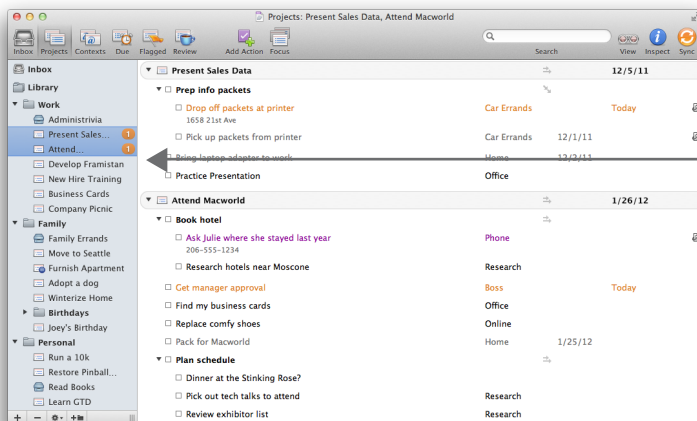 Projects: Present Sales Data, Attend Macworld
Inbox Projects Contexts Due Flagged Review Add Action Focus Search View Inspect Sync
Inbox
Library
Work
Administrivia
Present Sales... 1
Attend... 1
Develop Framistan
New Hire Training
Business Cards
Company Picnic
Family
Family Errands
Move to Seattle
Furnish Apartment
Adopt a dog
Winterize Home
Birthdays
Joey's Birthday
Personal
Run a 10k
Restore Pinball...
Read Books
Learn GTD
Present Sales Data 12/5/11
Prep info packets
Drop off packets at printer Car Errands Today
1658 21st Ave
Pick up packets from printer Car Errands 12/1/11
Bring laptop adapter to work Home 12/2/11
Practice Presentation Office
Attend Macworld 1/26/12
Book hotel
Ask Julie where she stayed last year Phone
206-555-1234
Research hotels near Moscone Research
Get manager approval Boss Today
Find my business cards Office
Replace comfy shoes Online
Pack for Macworld Home 1/25/12
Plan schedule
Dinner at the Stinking Rose?
Pick out tech talks to attend Research
Review exhibitor list Research